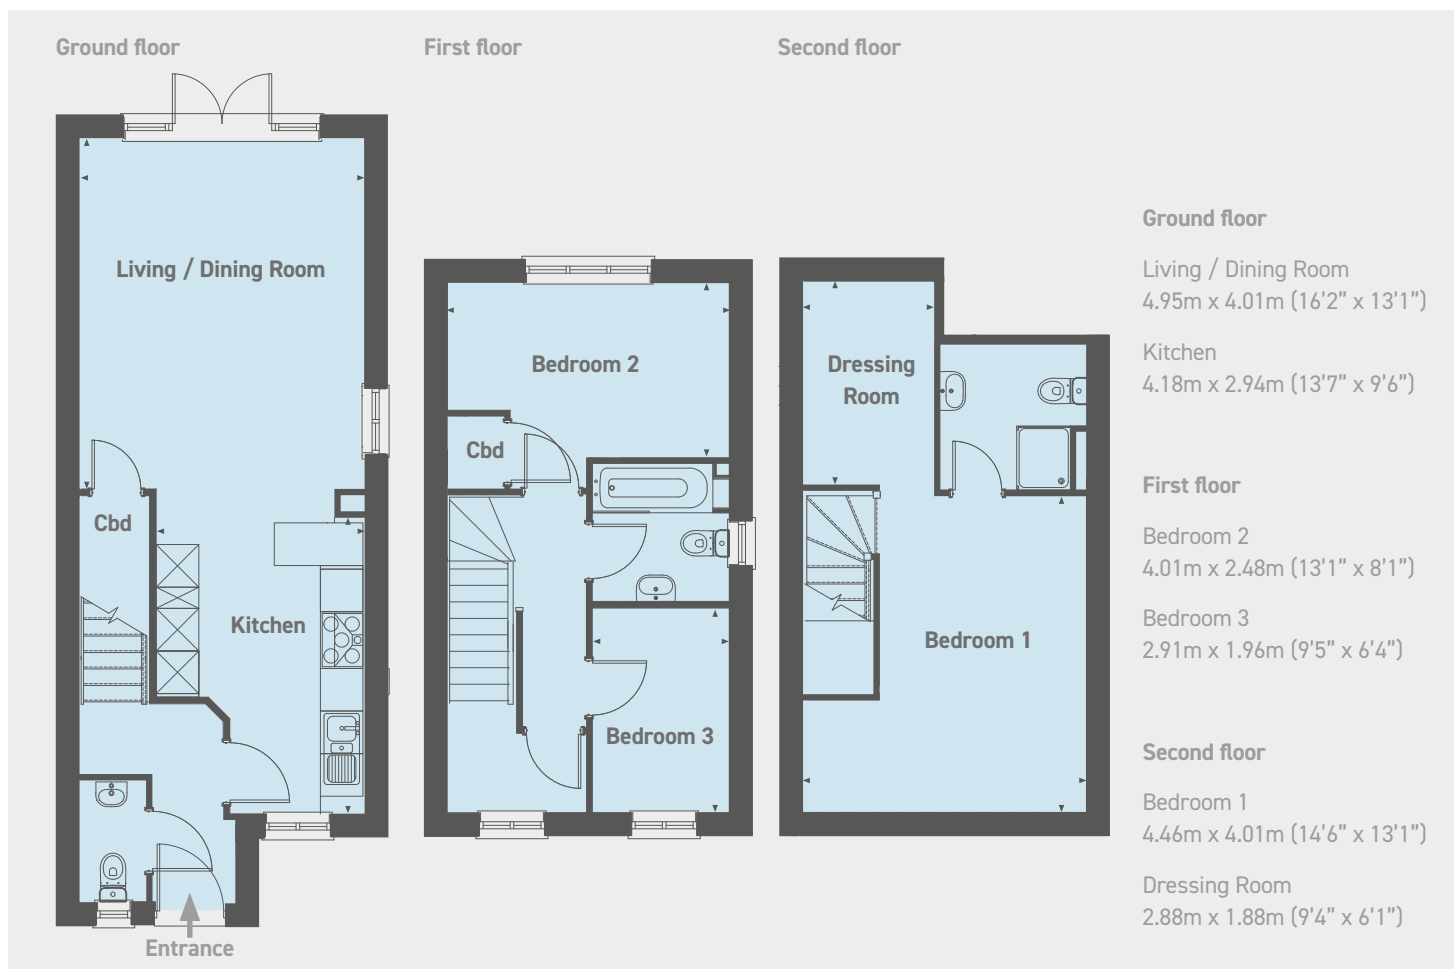 Ground floor
First floor
Second floor
Living / Dining Room
Cbd
Kitchen
Entrance
Bedroom 2
Cbd
Bedroom 3
Dressing
Room
Bedroom 1
Ground floor
Living / Dining Room
4.95m x 4.01m (16’2” x 13’1”)
Kitchen
4.18m x 2.94m (13’7” x 9’6”)
First floor
Bedroom 2
4.01m x 2.48m (13’1” x 8’1”)
Bedroom 3
2.91m x 1.96m (9’5” x 6’4”)
Second floor
Bedroom 1
4.46m x 4.01m (14’6” x 13’1”)
Dressing Room
2.88m x 1.88m (9’4” x 6’1”)